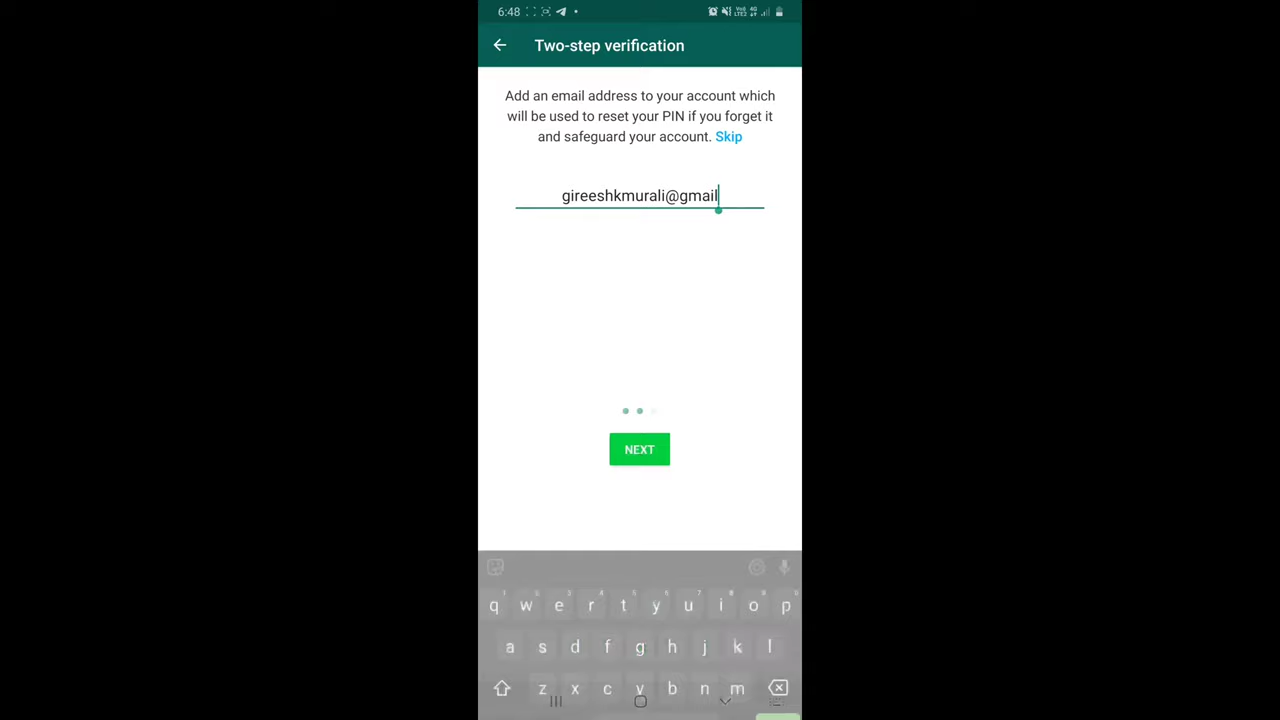 6:48
Two-step verification
Add an email address to your account which
will be used to reset your PIN if you forget it
and safeguard your account. Skip
gireeshkmurali@gmail
NEXT
q w e r t y u i o p
a s d f g h j k l
z x c v b n m